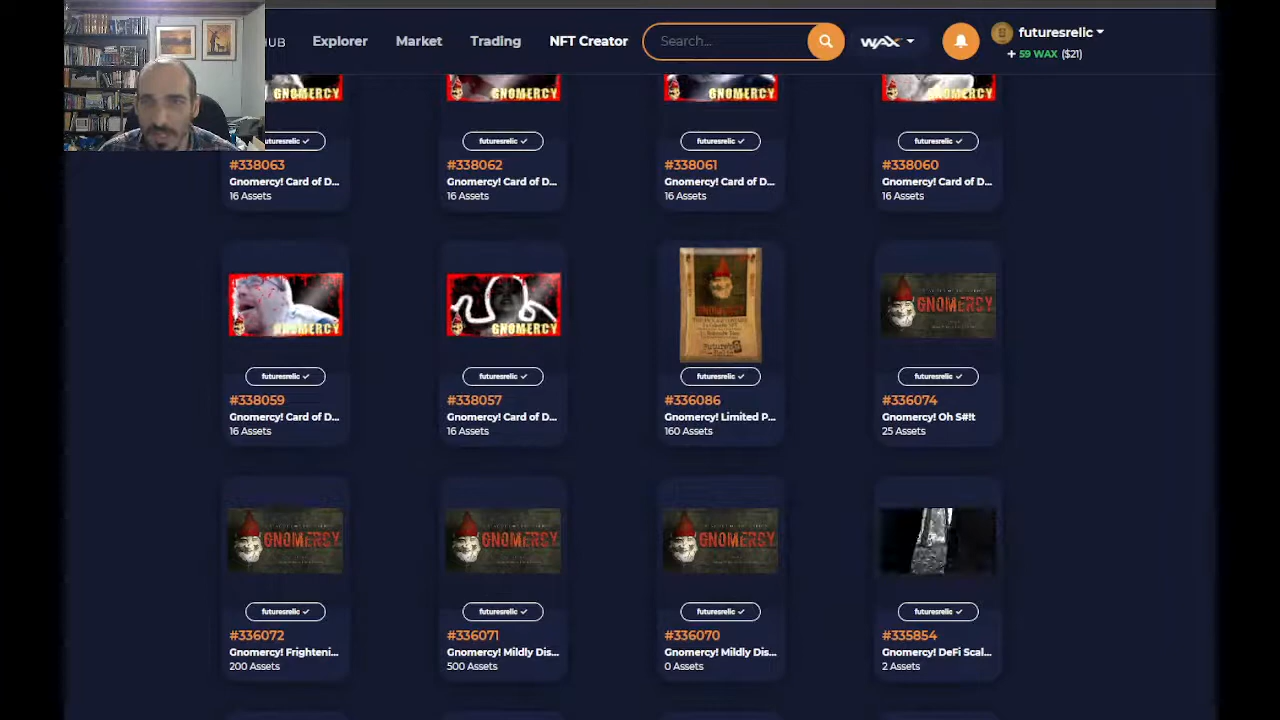 HUB Explorer Market Trading NFT Creator Search... WAX futuresrelic
+ 59 WAX ($21)
GNOMERCY GNOMERCY GNOMERCY GNOMERCY
futuresrelic ✓ futuresrelic ✓ futuresrelic ✓ futuresrelic ✓
#338063 #338062 #338061 #338060
Gnomercy! Card of D... Gnomercy! Card of D... Gnomercy! Card of D... Gnomercy! Card of D...
16 Assets 16 Assets 16 Assets 16 Assets
GNOMERCY GNOMERCY GNOMERCY GNOMERCY
futuresrelic ✓ futuresrelic ✓ futuresrelic ✓ futuresrelic ✓
#338059 #338057 #336086 #336074
Gnomercy! Card of D... Gnomercy! Card of D... Gnomercy! Limited P... Gnomercy! Oh S#!t
16 Assets 16 Assets 160 Assets 25 Assets
GNOMERCY GNOMERCY GNOMERCY
futuresrelic ✓ futuresrelic ✓ futuresrelic ✓ futuresrelic ✓
#336072 #336071 #336070 #335854
Gnomercy! Frighteni... Gnomercy! Mildly Dis... Gnomercy! Mildly Dis... Gnomercy! DeFi Scal...
200 Assets 500 Assets 0 Assets 2 Assets